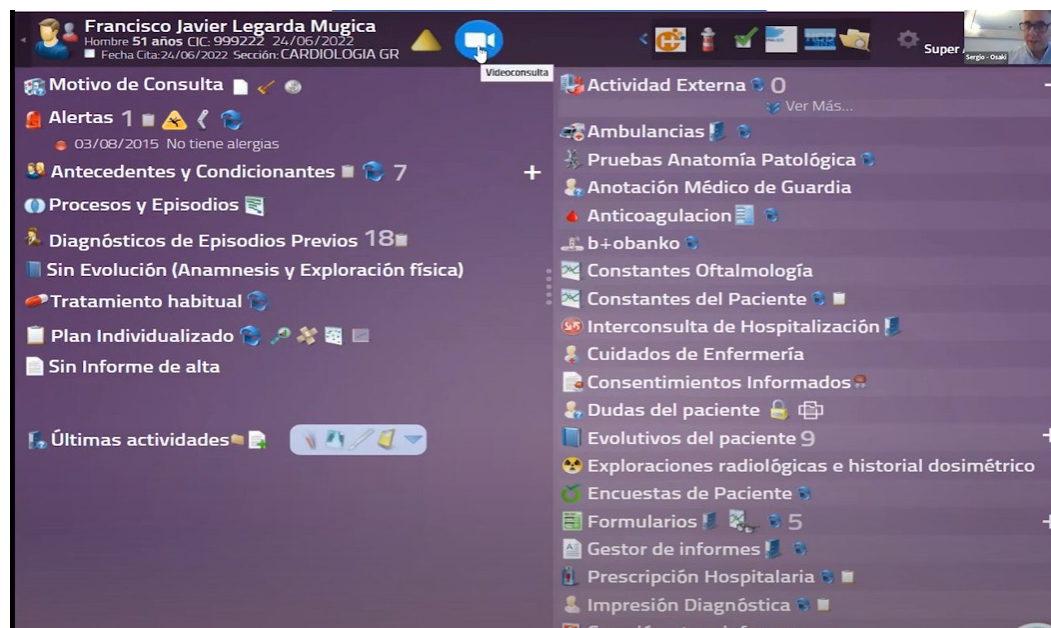 Francisco Javier Legarda Mugica
Hombre 51 años CIC: 999222 24/06/2022
Fecha Cita:24/06/2022 Sección:CARDIOLOGIA GR
Videoconsulta
Super
Sergio - Osaki
Motivo de Consulta
Alertas 1
03/08/2015 No tiene alergias
Antecedentes y Condicionantes 7 +
Procesos y Episodios
Diagnósticos de Episodios Previos 18
Sin Evolución (Anamnesis y Exploración física)
Tratamiento habitual
Plan Individualizado
Sin Informe de alta
Últimas actividades
Actividad Externa 0
Ver Más...
Ambulancias
Pruebas Anatomía Patológica
Anotación Médico de Guardia
Anticoagulacion
b+obanko
Constantes Oftalmología
Constantes del Paciente
Interconsulta de Hospitalización
Cuidados de Enfermería
Consentimientos Informados
Dudas del paciente
Evolutivos del paciente 9
Exploraciones radiológicas e historial dosimétrico
Encuestas de Paciente
Formularios 5
Gestor de informes
Prescripción Hospitalaria
Impresión Diagnóstica